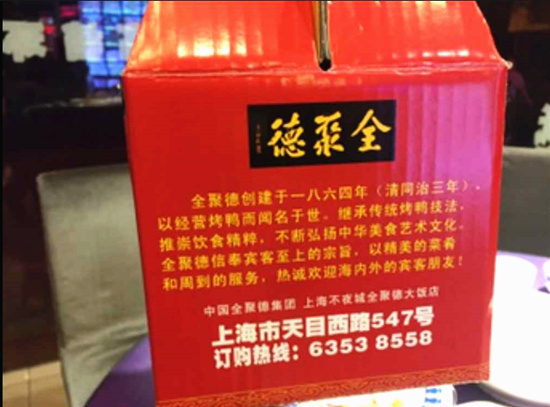 全聚德
全聚德创建于一八六四年（清同治三年），
以经营烤鸭而闻名于世。继承传统烤鸭技法，
推崇饮食精粹，不断弘扬中华美食艺术文化。
全聚德信奉宾客至上的宗旨，以精美的菜肴
和周到的服务，热诚欢迎海内外的宾客朋友！
中国全聚德集团 上海不夜城全聚德大饭店
上海市天目西路547号
订购热线：6353 8558